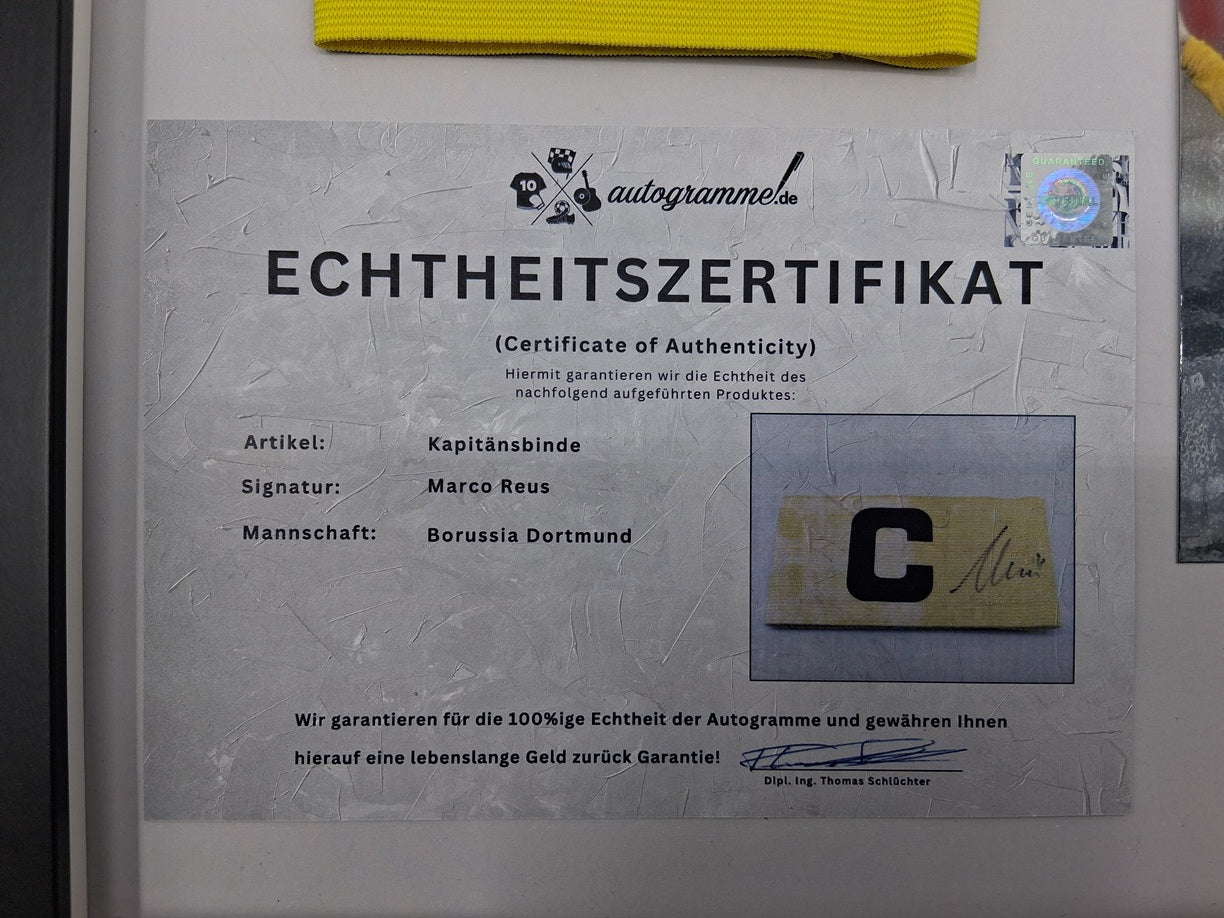 10
autogramme!.de
GUARANTEED
ECHTHEITSZERTIFIKAT
(Certificate of Authenticity)
Hiermit garantieren wir die Echtheit des
nachfolgend aufgeführten Produktes:
Artikel: Kapitänsbinde
Signatur: Marco Reus
Mannschaft: Borussia Dortmund
C
Wir garantieren für die 100%ige Echtheit der Autogramme und gewähren Ihnen
hierauf eine lebenslange Geld zurück Garantie!
Dipl. Ing. Thomas Schlüchter